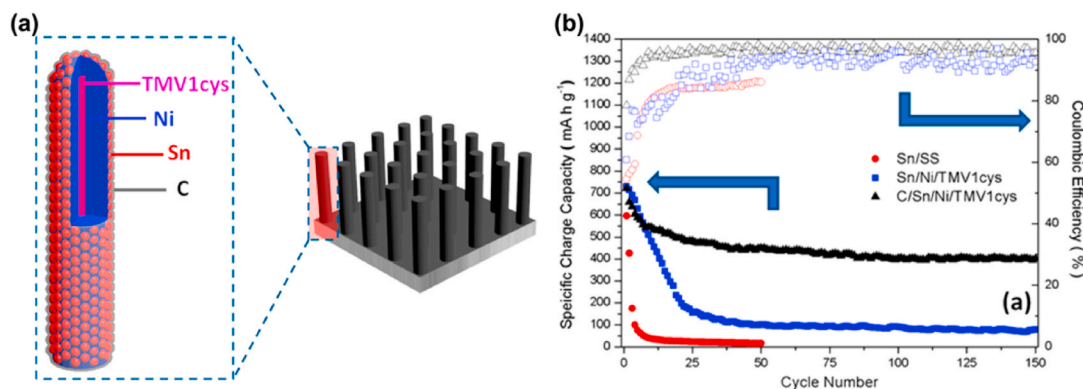 (a)
TMV1cys
Ni
Sn
C
(b)
1400
1300
1200
1100
1000
900
800
700
600
500
400
300
200
100
0
Speicific Charge Capacity ( mA h g⁻¹ )
100
80
60
40
20
0
Coulombic Efficiency ( % )
Sn/SS
Sn/Ni/TMV1cys
C/Sn/Ni/TMV1cys
(a)
0 25 50 75 100 125 150
Cycle Number